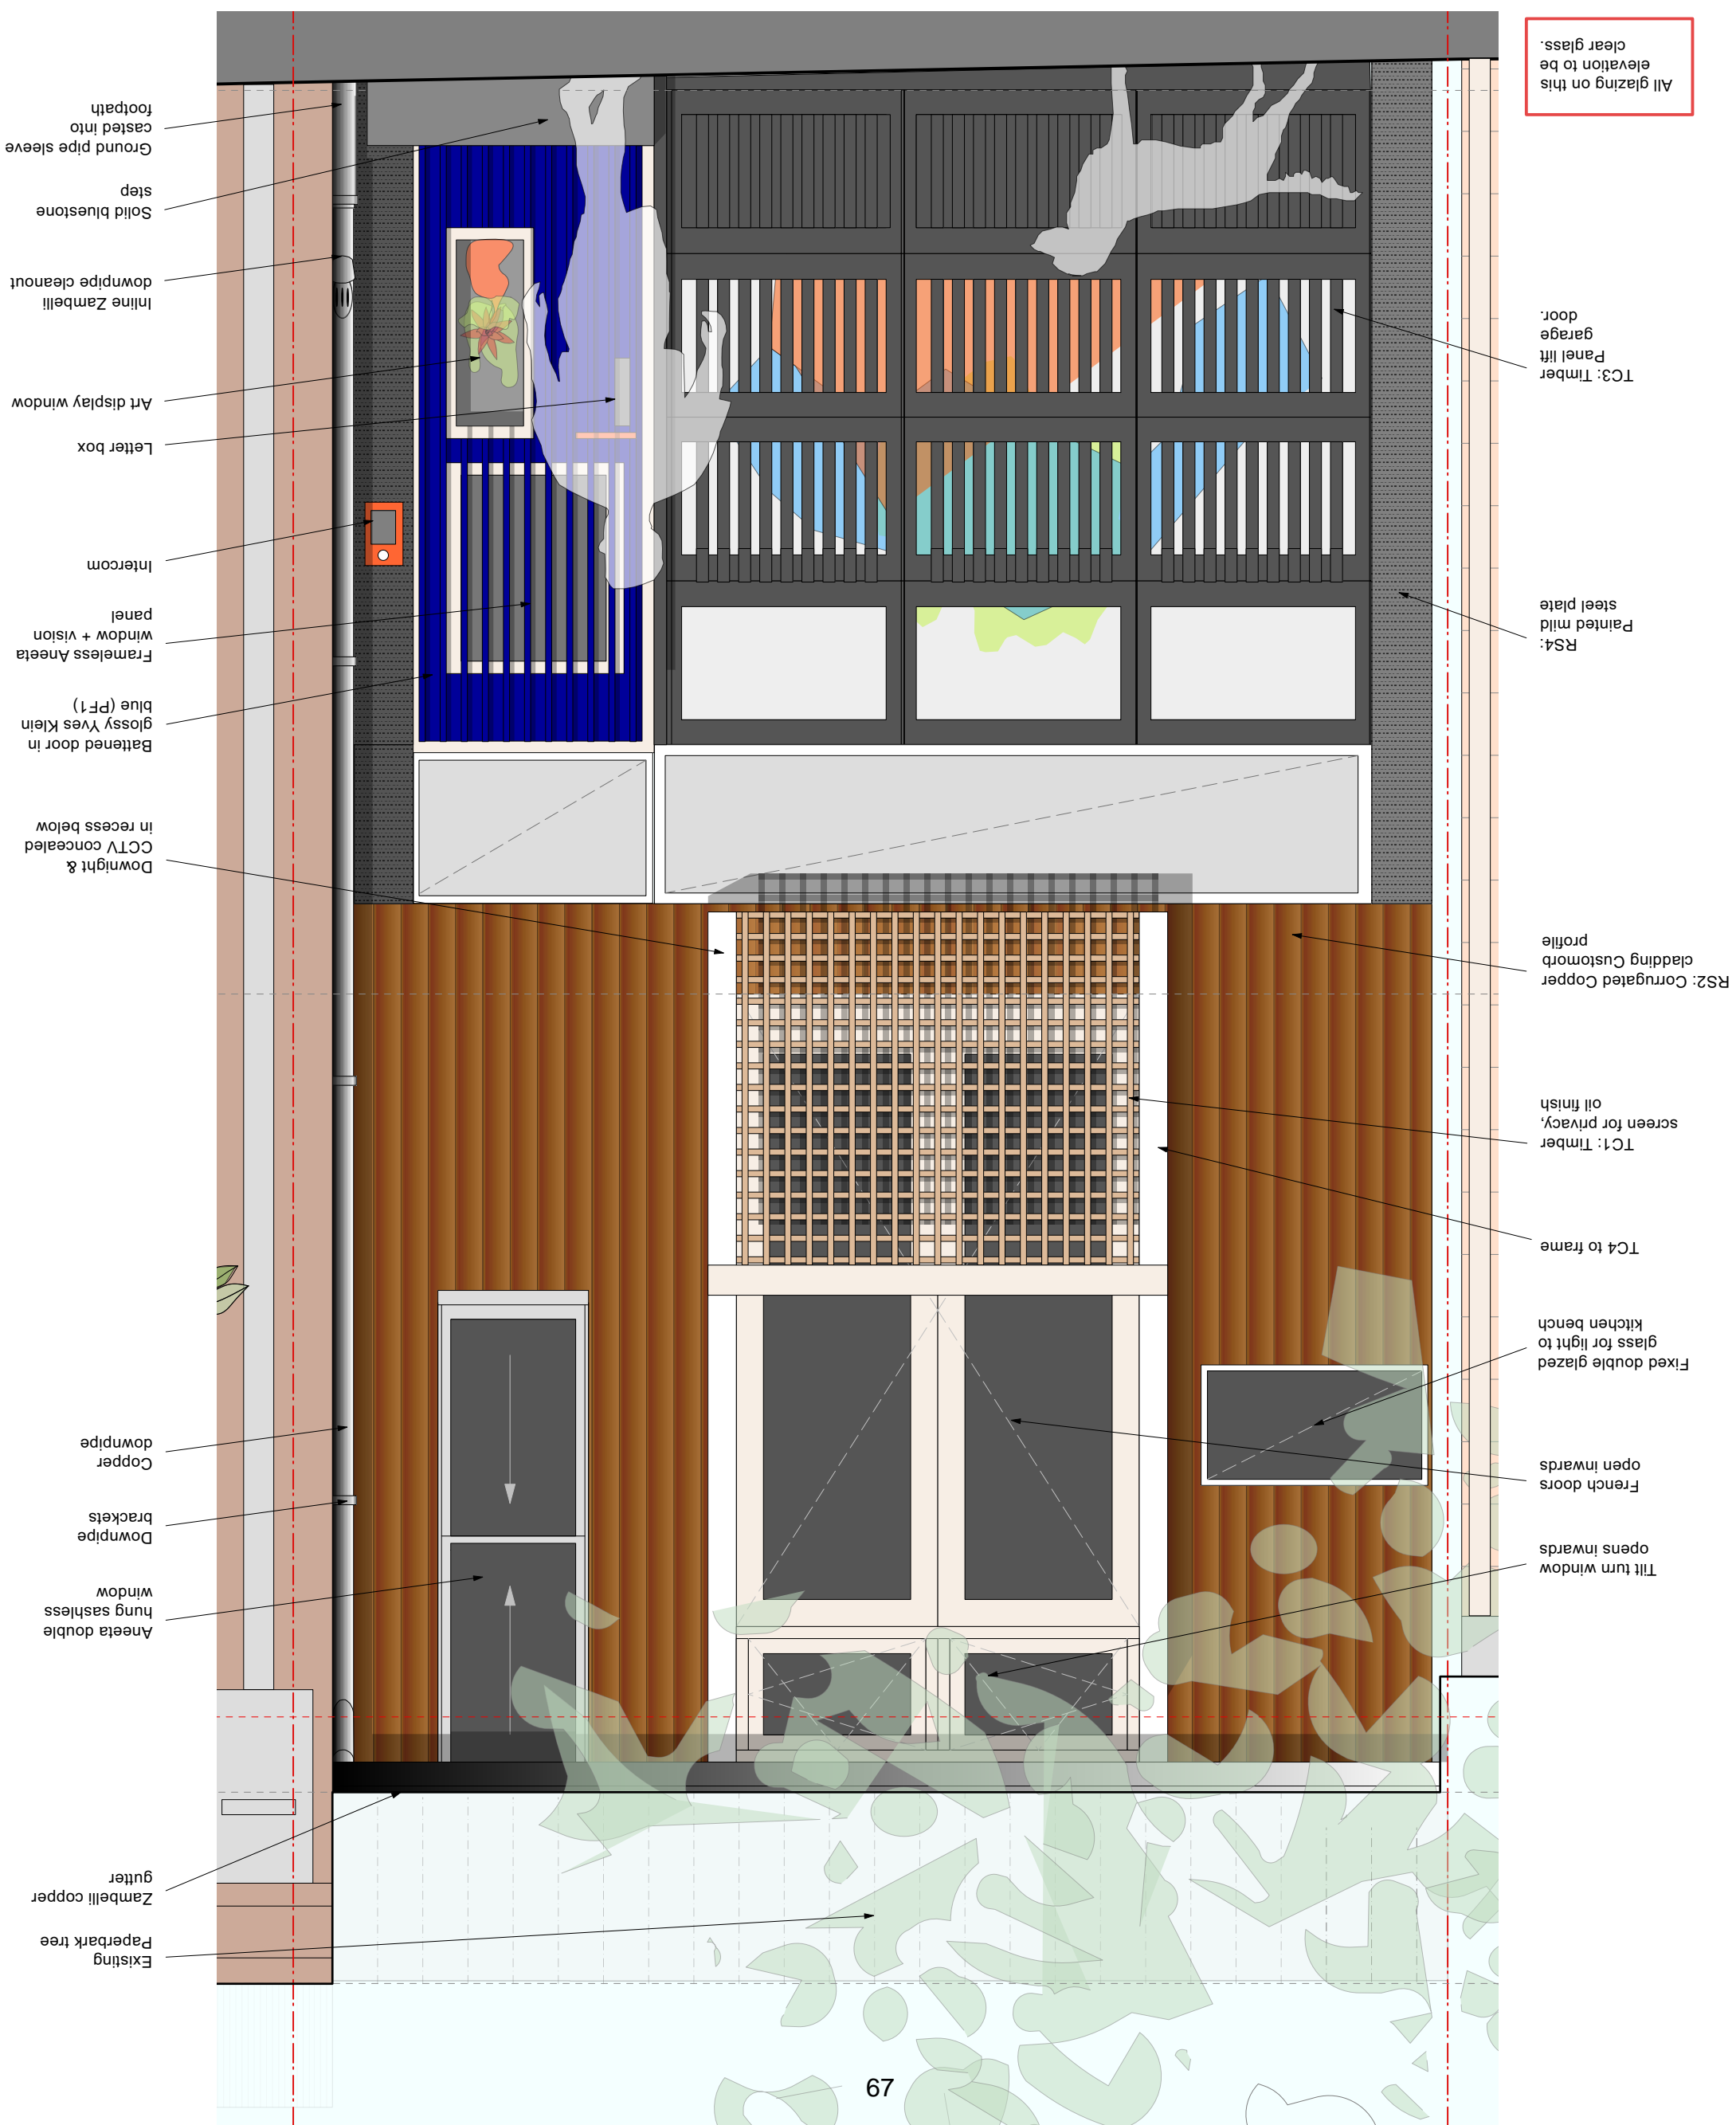 67
Tilt turn window
opens inwards
French doors
open inwards
Fixed double glazed
glass for light to
kitchen bench
TC4 to frame
TC1: Timber
screen for privacy,
oil finish
RS2: Corrugated Copper
cladding Customorb
profile
RS4:
Painted mild
steel plate
TC3: Timber
Panel lift
garage
door.
All glazing on this
elevation to be
clear glass.
Existing
Paperbark tree
Zambelli copper
gutter
Aneeta double
hung sashless
window
Downpipe
brackets
Copper
downpipe
Downight &
CCTV concealed
in recess below
Battened door in
glossy Yves Klein
blue (PF1)
Frameless Aneeta
window + vision
panel
Intercom
Letter box
Art display window
Inline Zambelli
downpipe cleanout
Solid bluestone
step
Ground pipe sleeve
casted into
footpath